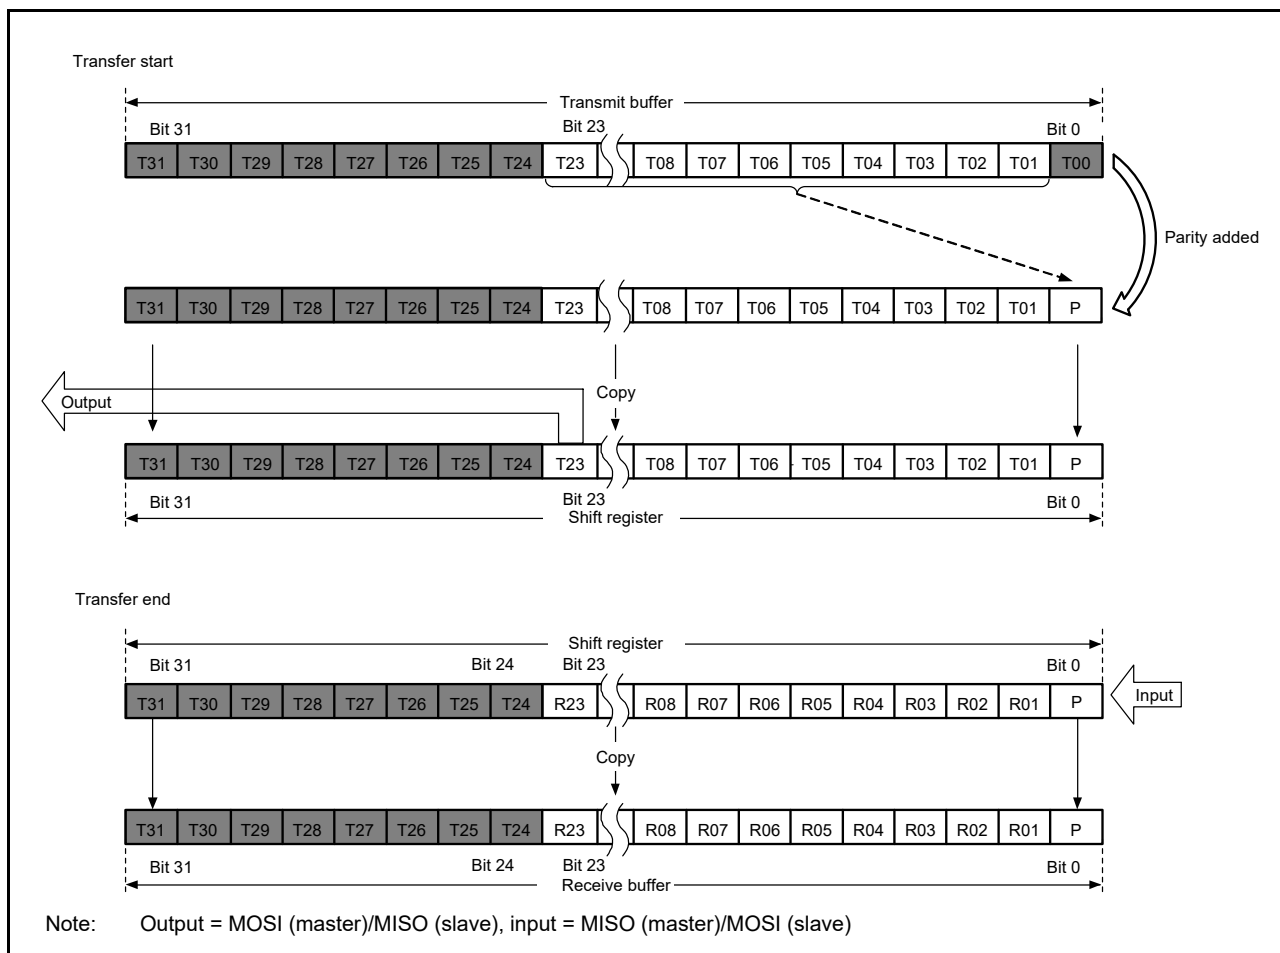 Transfer start
Transmit buffer
Bit 31 Bit 23 Bit 0
T31 T30 T29 T28 T27 T26 T25 T24 T23 T08 T07 T06 T05 T04 T03 T02 T01 T00
Parity added
T31 T30 T29 T28 T27 T26 T25 T24 T23 T08 T07 T06 T05 T04 T03 T02 T01 P
Copy
Output
T31 T30 T29 T28 T27 T26 T25 T24 T23 T08 T07 T06 T05 T04 T03 T02 T01 P
Bit 31 Bit 23 Bit 0
Shift register
Transfer end
Shift register
Bit 31 Bit 24 Bit 23 Bit 0
T31 T30 T29 T28 T27 T26 T25 T24 R23 R08 R07 R06 R05 R04 R03 R02 R01 P
Input
Copy
T31 T30 T29 T28 T27 T26 T25 T24 R23 R08 R07 R06 R05 R04 R03 R02 R01 P
Bit 31 Bit 24 Bit 23 Bit 0
Receive buffer
Note: Output = MOSI (master)/MISO (slave), input = MISO (master)/MOSI (slave)